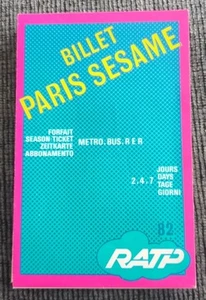 BILLET
PARIS SESAME
FORFAIT
SEASON-TICKET
ZEITKARTE
ABBONAMENTO
METRO.BUS.RER
2.4.7
JOURS
DAYS
TAGE
GIORNI
B2
RATP